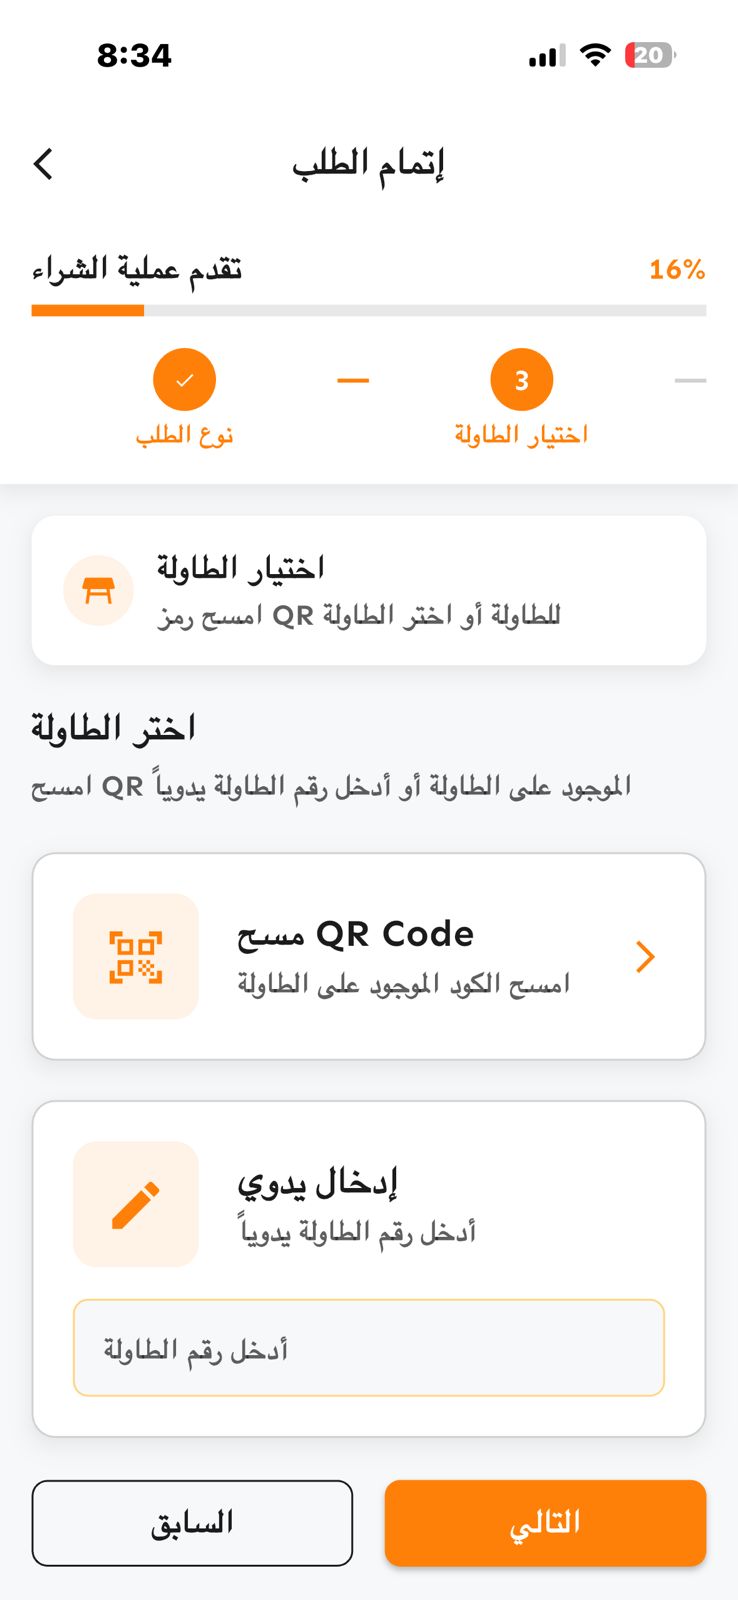 8:34
20
إتمام الطلب
تقدم عملية الشراء
16%
3
نوع الطلب
اختيار الطاولة
اختيار الطاولة
امسح رمز QR للطاولة أو اختر الطاولة
اختر الطاولة
امسح QR الموجود على الطاولة أو أدخل رقم الطاولة يدوياً
مسح QR Code
امسح الكود الموجود على الطاولة
إدخال يدوي
أدخل رقم الطاولة يدوياً
أدخل رقم الطاولة
السابق
التالي